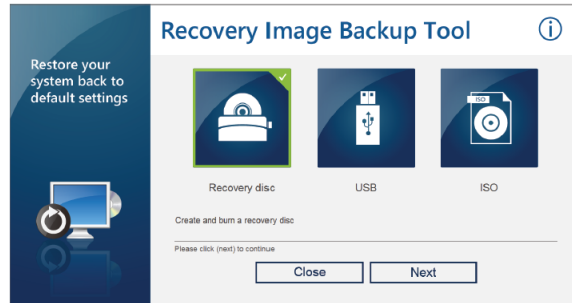 Recovery Image Backup Tool
Restore your
system back to
default settings
ISO
Recovery disc
USB
ISO
Create and burn a recovery disc
Please click (next) to continue
Close
Next